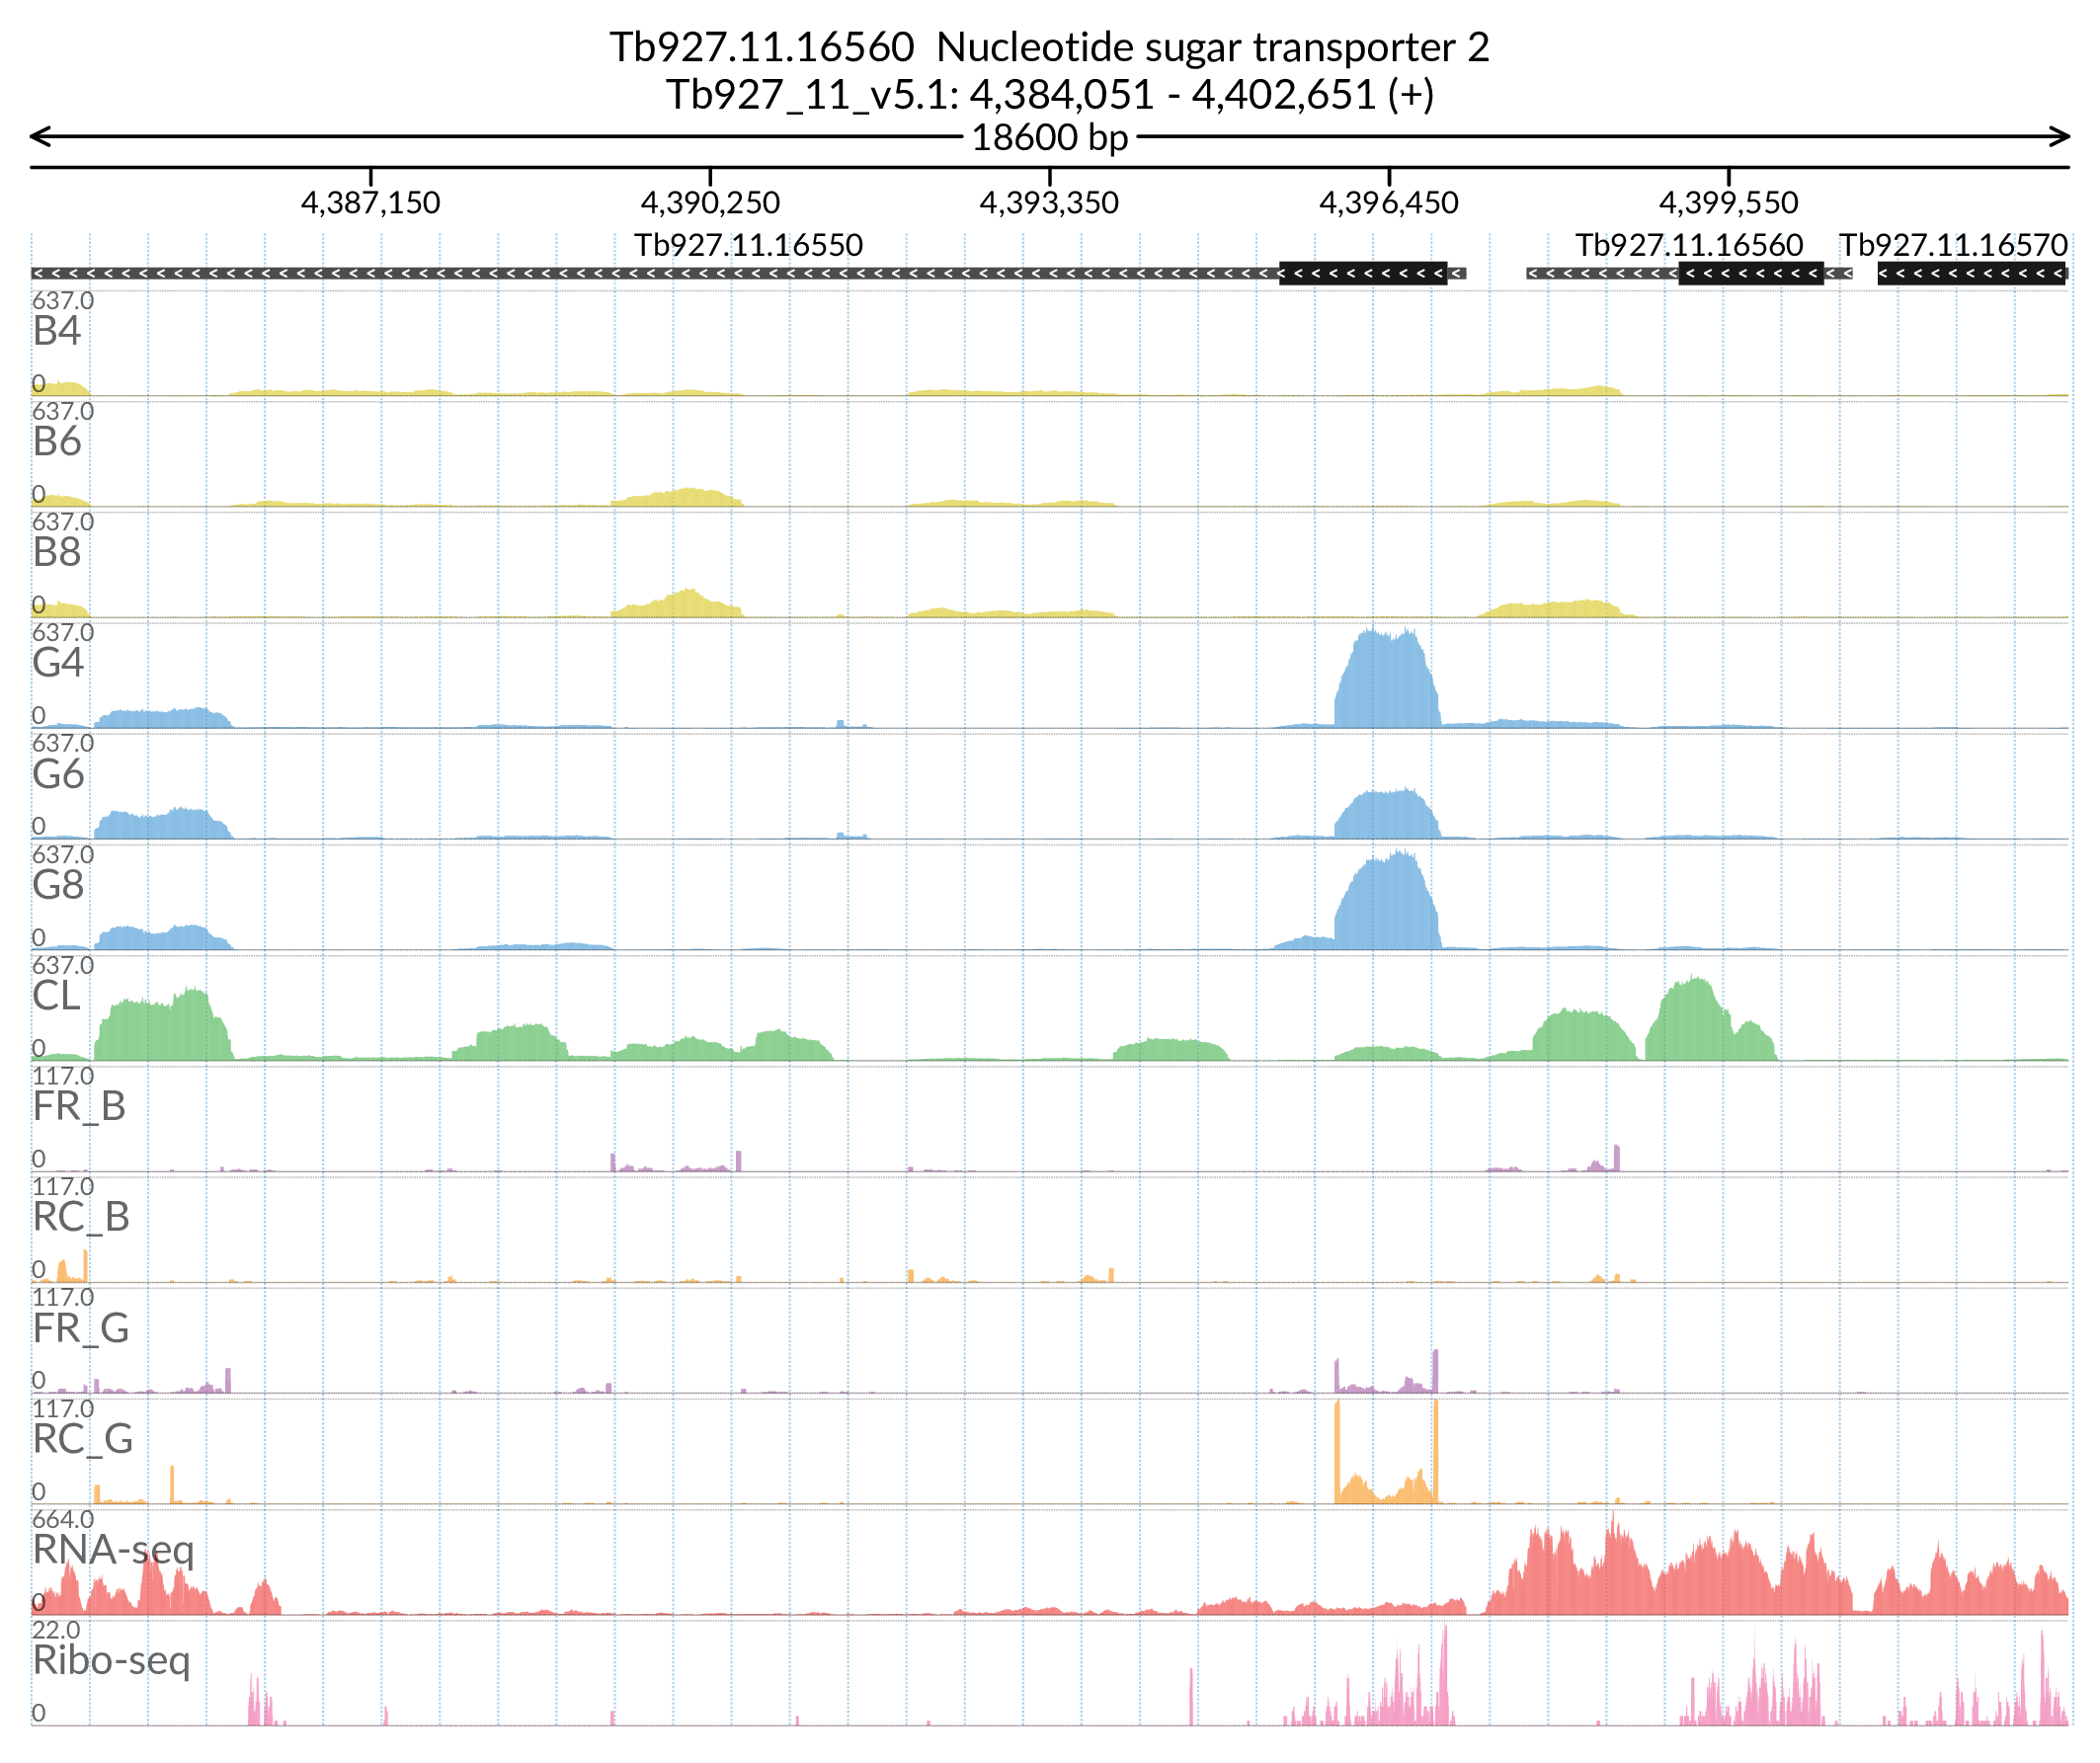 Tb927.11.16560  Nucleotide sugar transporter 2
Tb927_11_v5.1: 4,384,051 - 4,402,651 (+)
18600 bp
4,387,150 4,390,250 4,393,350 4,396,450 4,399,550
Tb927.11.16550 Tb927.11.16560 Tb927.11.16570
637.0
B4
0
637.0
B6
0
637.0
B8
0
637.0
G4
0
637.0
G6
0
637.0
G8
0
637.0
CL
0
117.0
FR_B
0
117.0
RC_B
0
117.0
FR_G
0
117.0
RC_G
0
664.0
RNA-seq
0
22.0
Ribo-seq
0